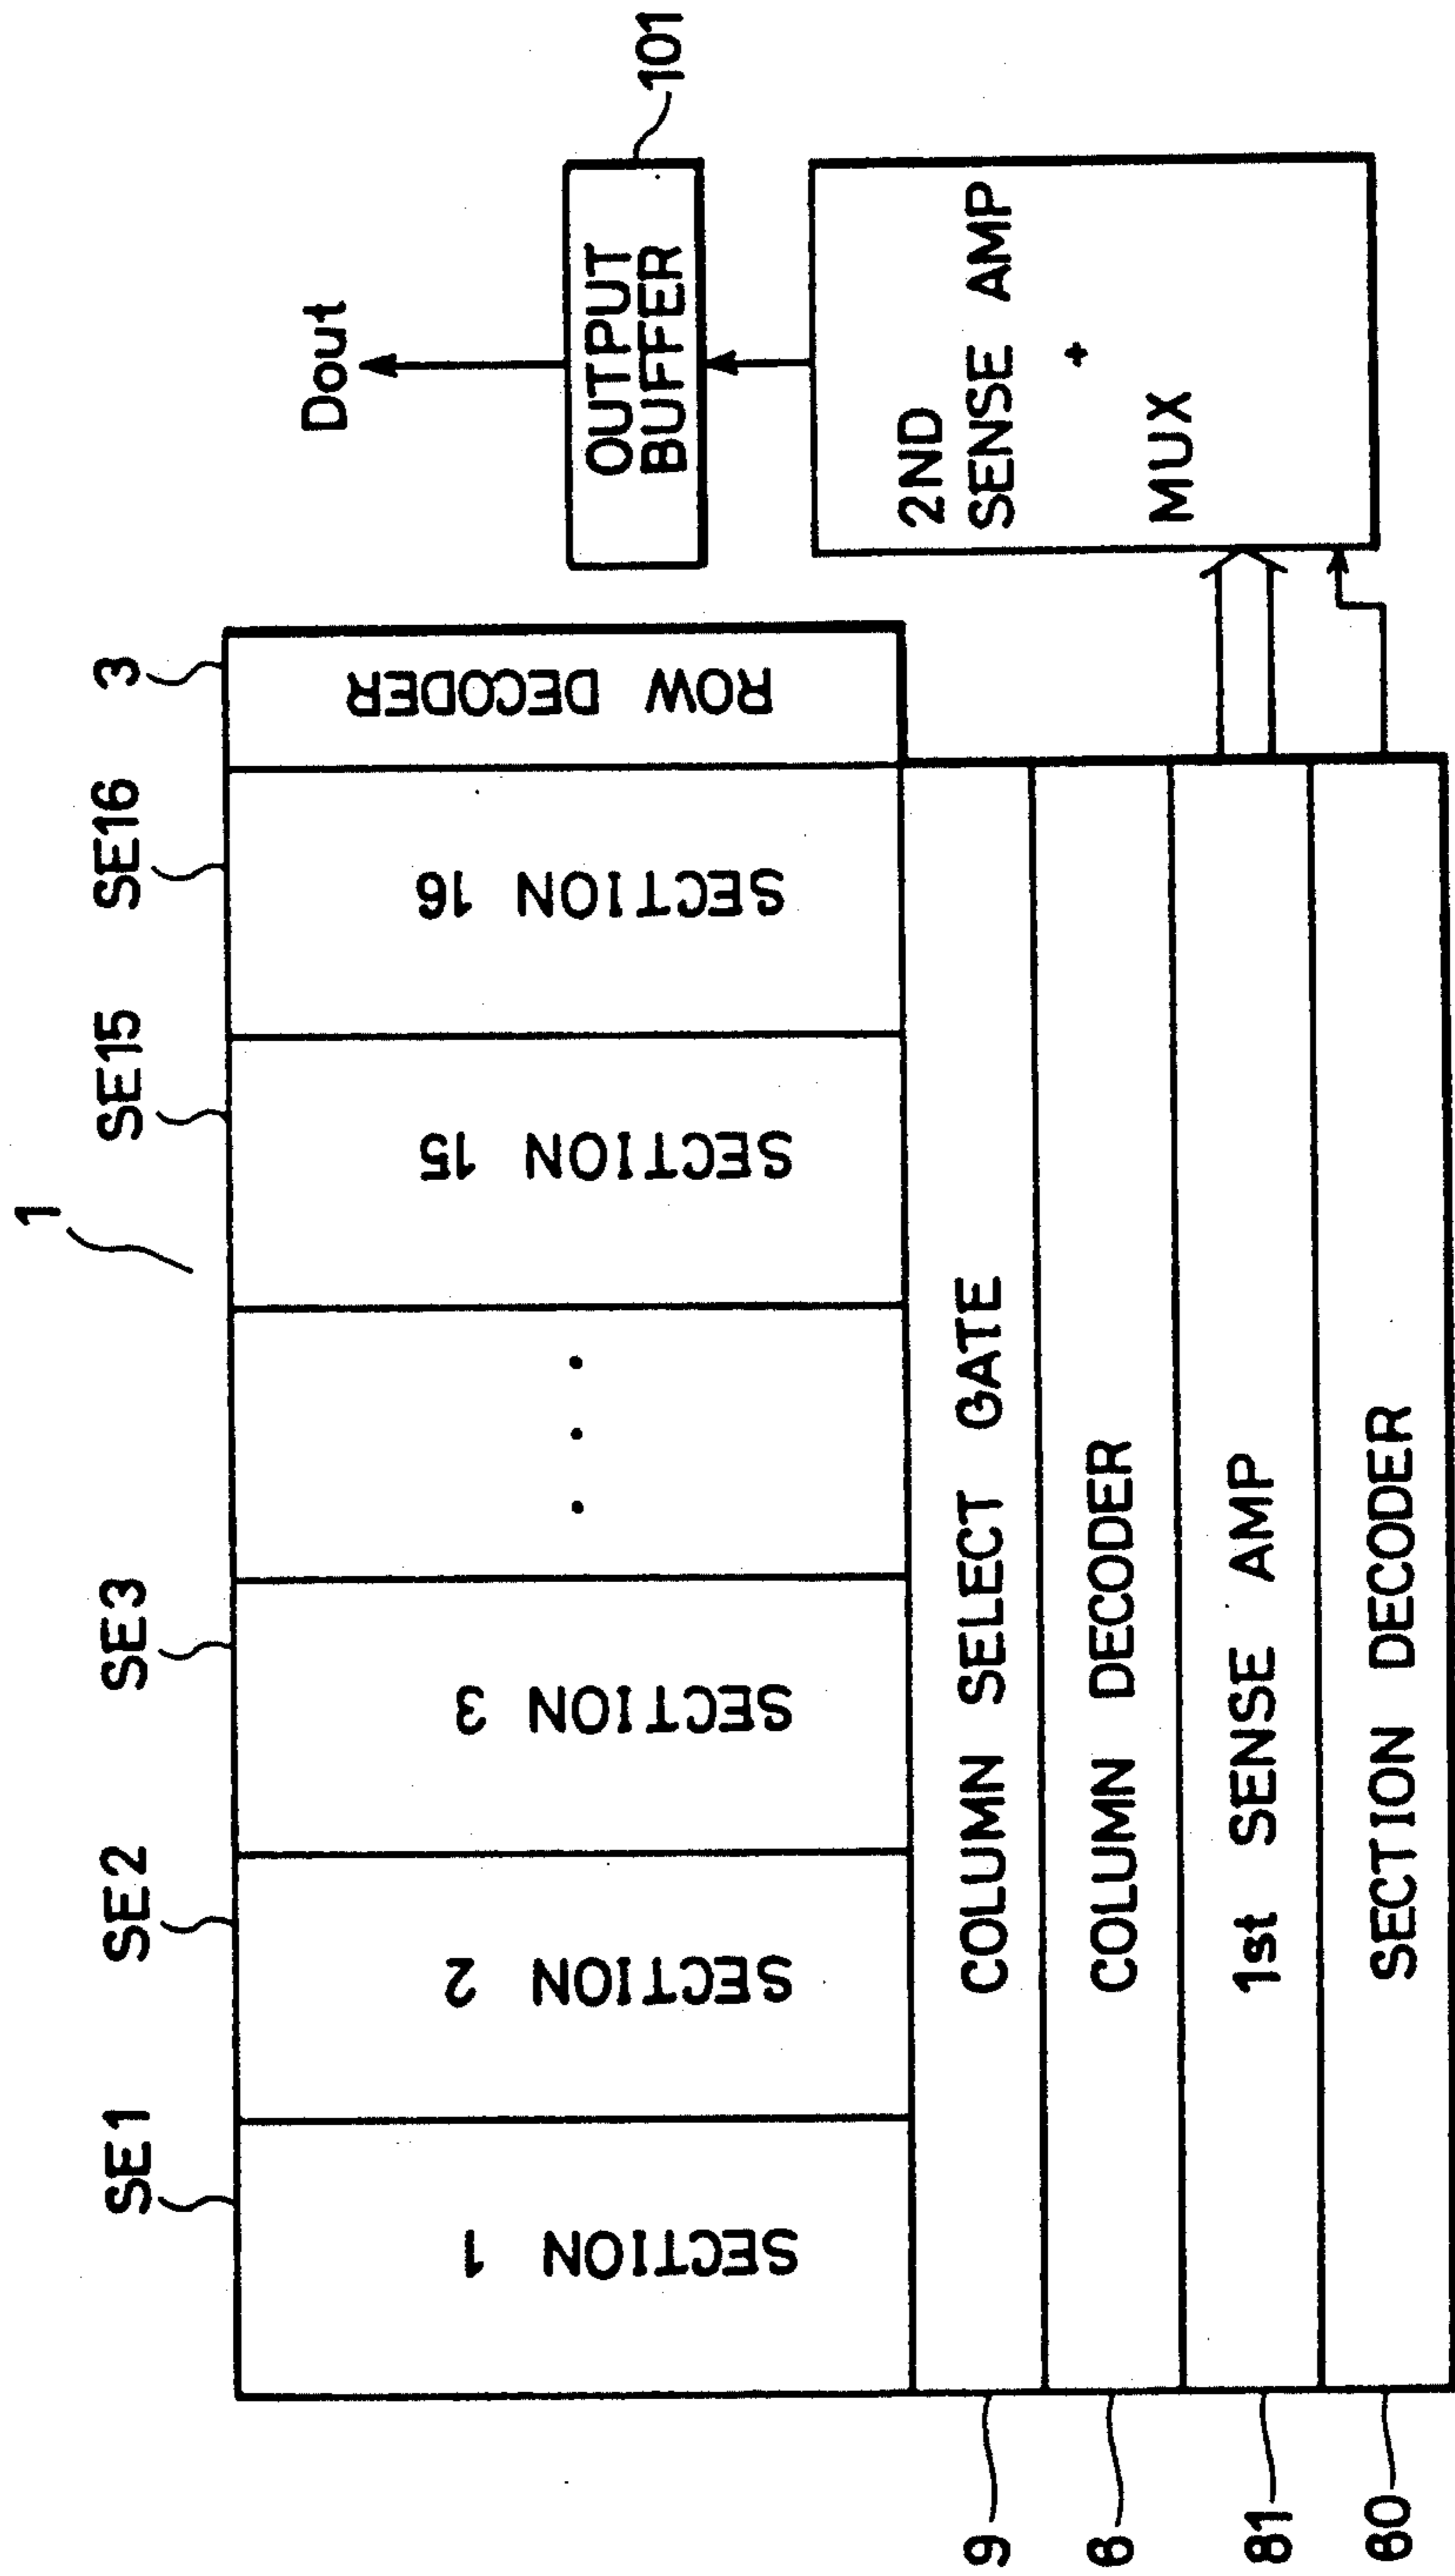 1
SE1
SE2
SE3
SE15
SE16
3
SECTION 1
SECTION 2
SECTION 3
. . .
SECTION 15
SECTION 16
ROW DECODER
Dout
OUTPUT
BUFFER
101
9
COLUMN SELECT GATE
6
COLUMN DECODER
81
1st SENSE AMP
60
SECTION DECODER
2ND
SENSE AMP
+
MUX